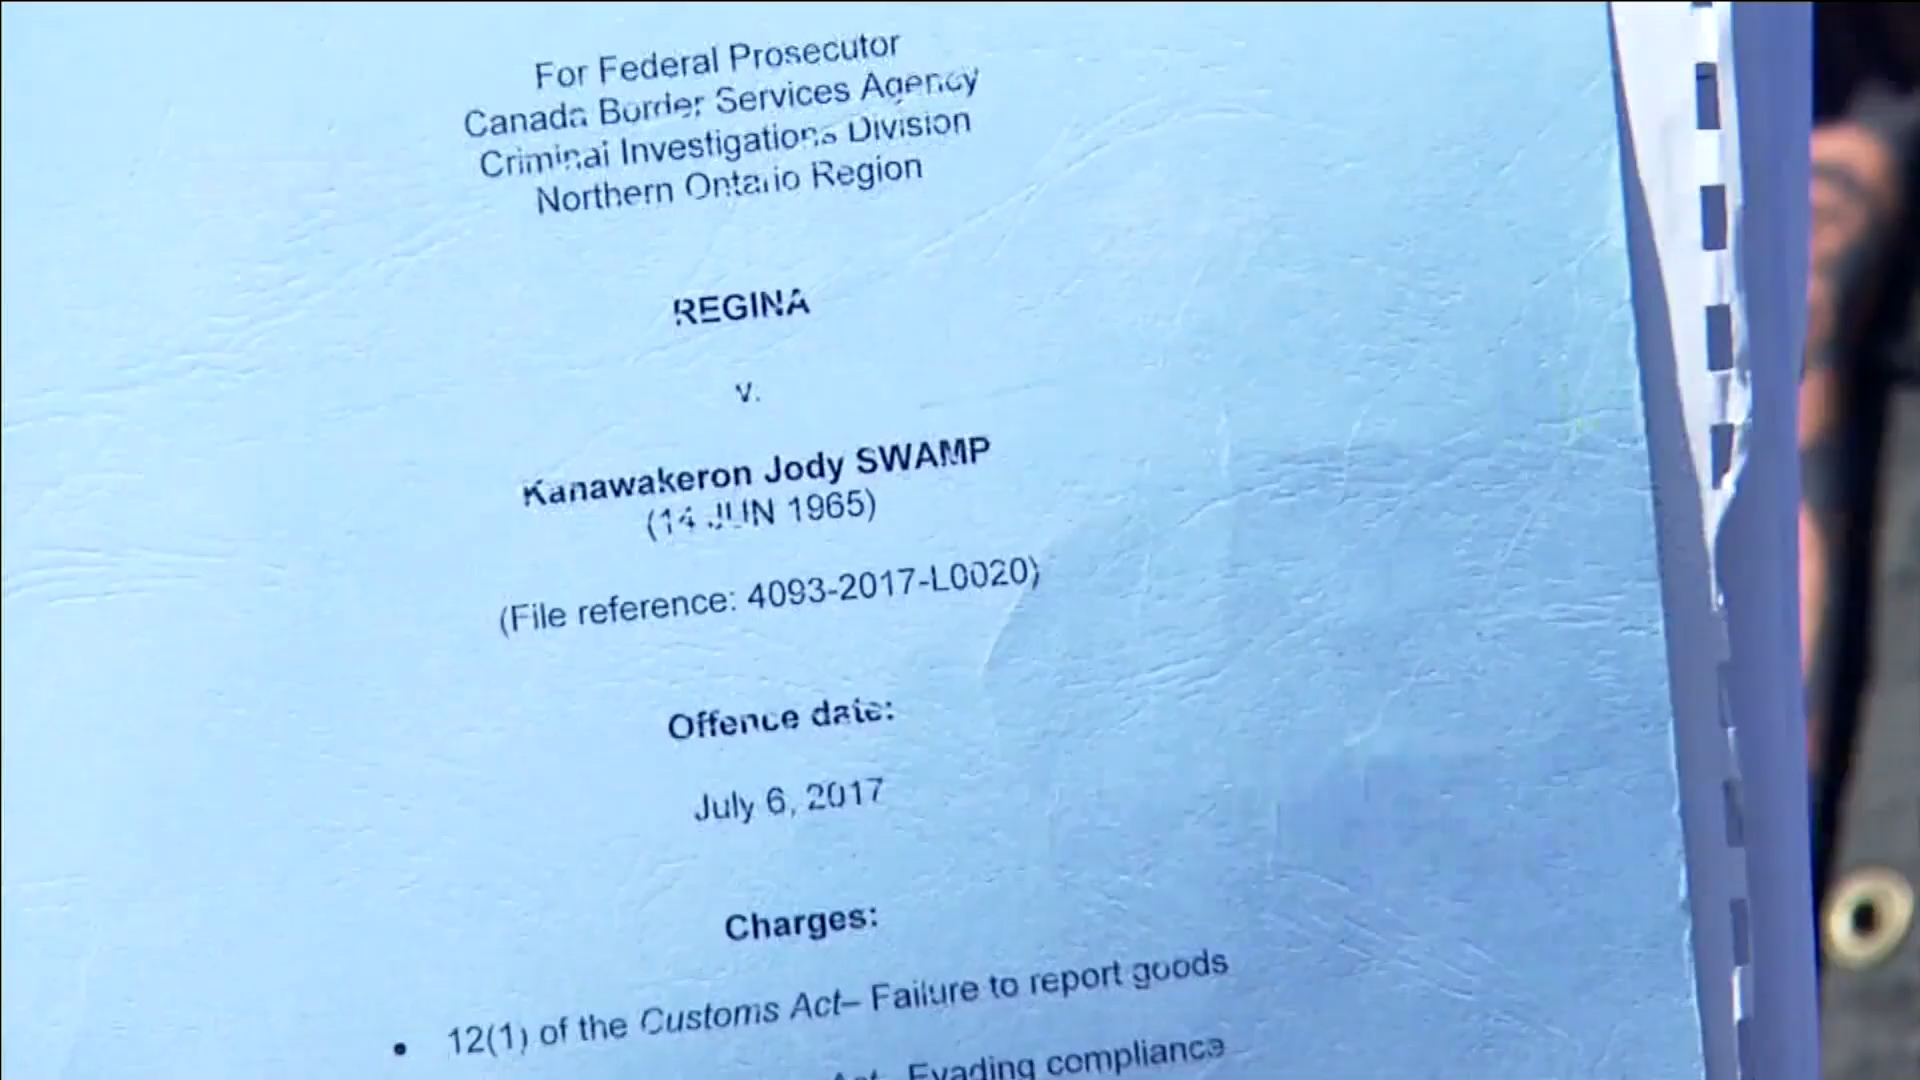 For Federal Prosecutor
Canada Border Services Agency
Criminal Investigations Division
Northern Ontario Region
REGINA
v.
Kanawakeron Jody SWAMP
(14 JUN 1965)
(File reference: 4093-2017-L0020)
Offence date:
July 6, 2017
Charges:
• 12(1) of the Customs Act– Failure to report goods
Act– Evading compliance